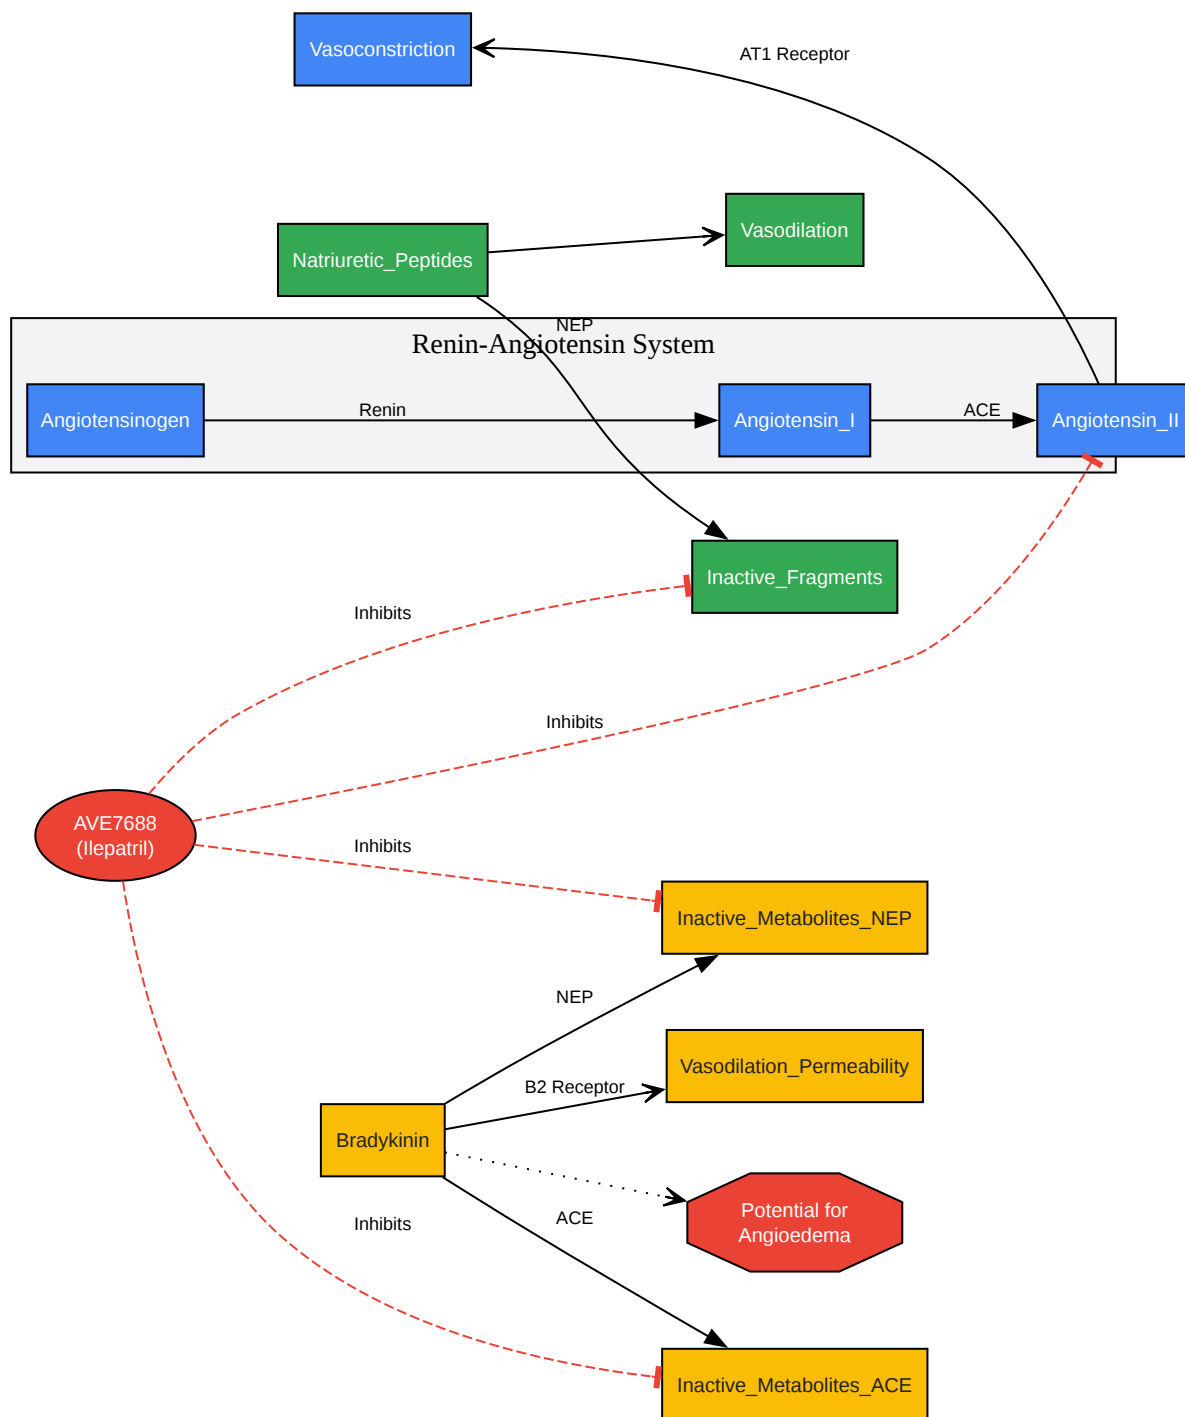 Vasoconstriction
AT1 Receptor
Vasodilation
Natriuretic_Peptides
NEP
Renin-Angiotensin System
Angiotensinogen
Renin
Angiotensin_I
ACE
Angiotensin_II
Inactive_Fragments
Inhibits
Inhibits
AVE7688
(Ilepatril)
Inhibits
Inactive_Metabolites_NEP
NEP
Vasodilation_Permeability
B2 Receptor
Bradykinin
Potential for
Angioedema
ACE
Inhibits
Inactive_Metabolites_ACE